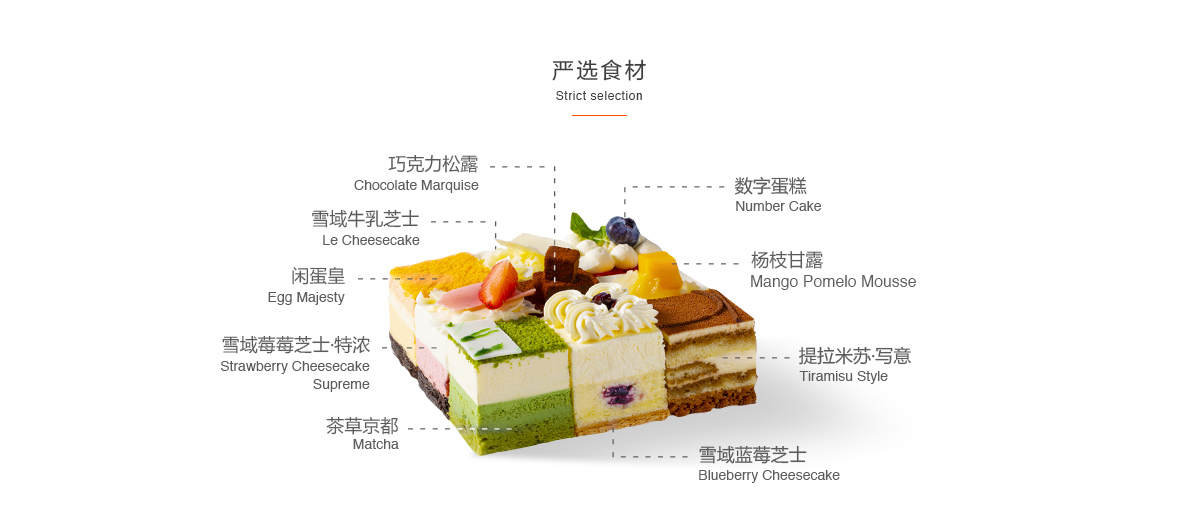 严选食材
Strict selection
巧克力松露
Chocolate Marquise
数字蛋糕
Number Cake
雪域牛乳芝士
Le Cheesecake
闲蛋皇
Egg Majesty
杨枝甘露
Mango Pomelo Mousse
雪域莓莓芝士·特浓
Strawberry Cheesecake
Supreme
提拉米苏·写意
Tiramisu Style
茶草京都
Matcha
雪域蓝莓芝士
Blueberry Cheesecake